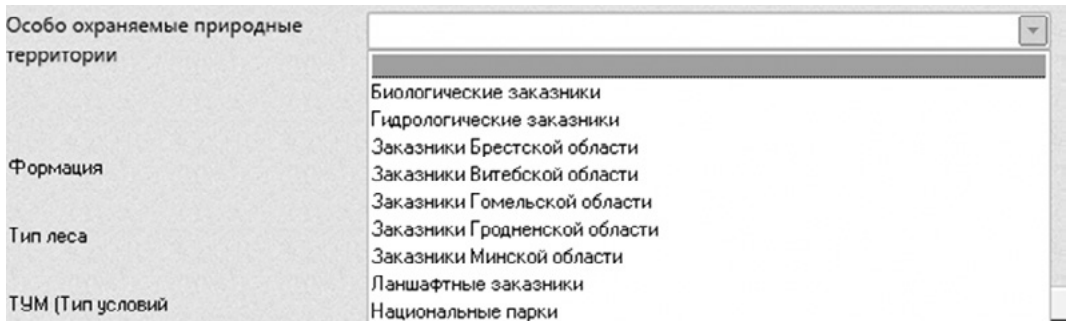 Особо охраняемые природные
территории
Биологические заказники
Гидрологические заказники
Заказники Брестской области
Формация
Заказники Витебской области
Заказники Гомельской области
Тип леса
Заказники Гродненской области
Заказники Минской области
Ланшафтные заказники
ТУМ (Тип условий
Национальные парки